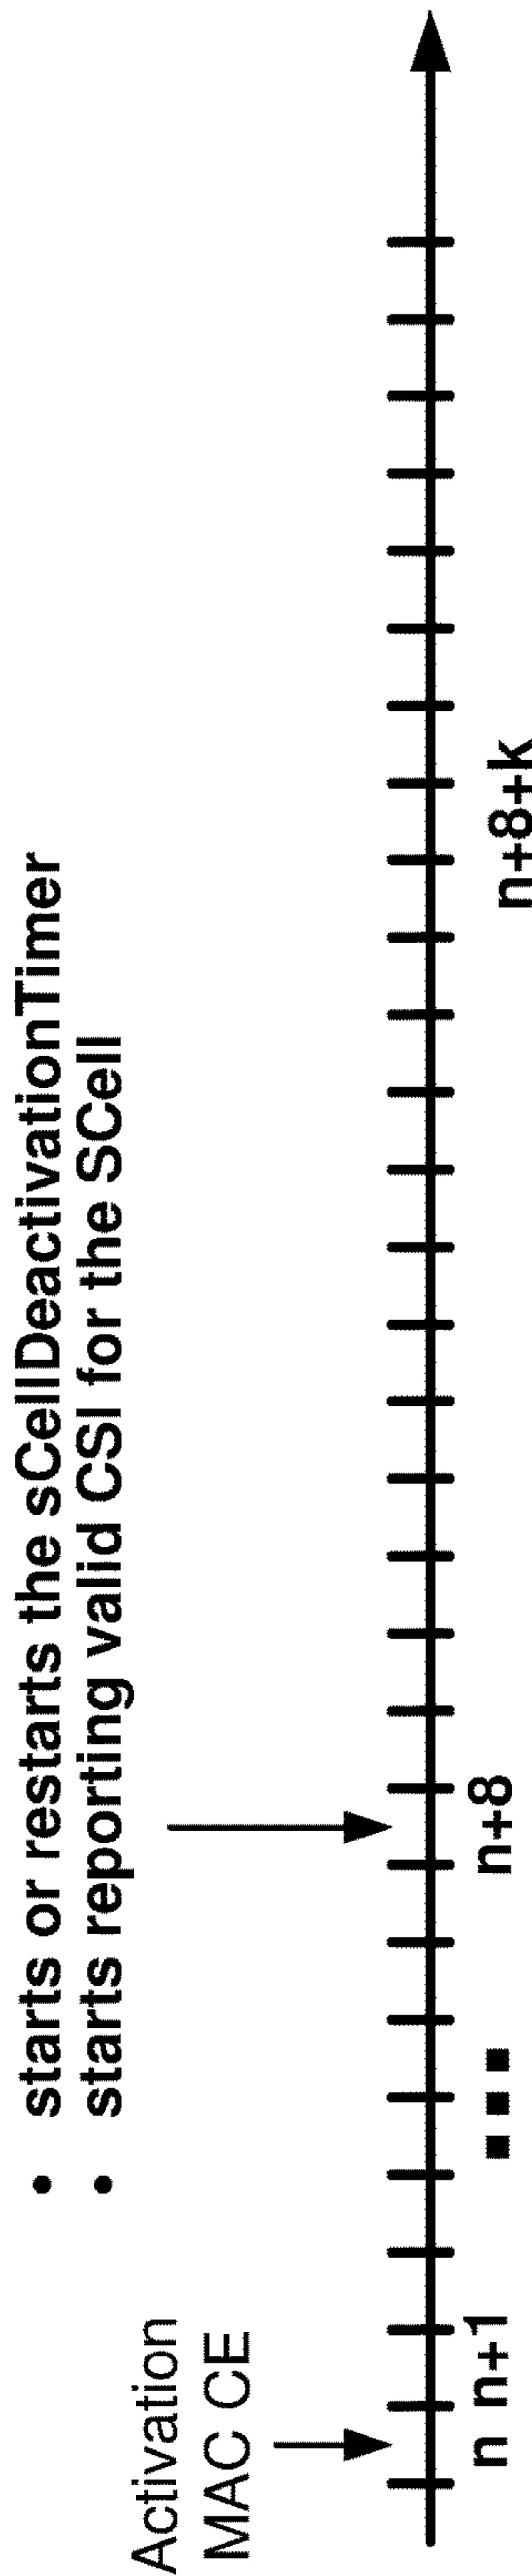 • starts or restarts the sCellDeactivationTimer
• starts reporting valid CSI for the SCell
Activation
MAC CE
n n+1 ... n+8 n+8+k